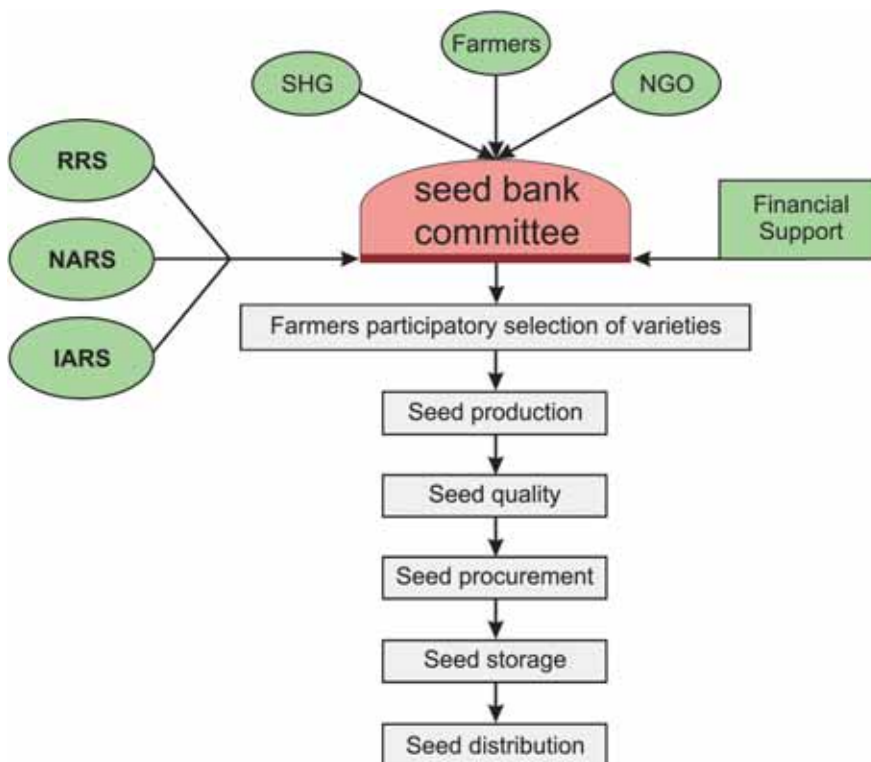 Farmers
SHG
NGO
RRS
NARS
IARS
seed bank
committee
Financial
Support
Farmers participatory selection of varieties
Seed production
Seed quality
Seed procurement
Seed storage
Seed distribution